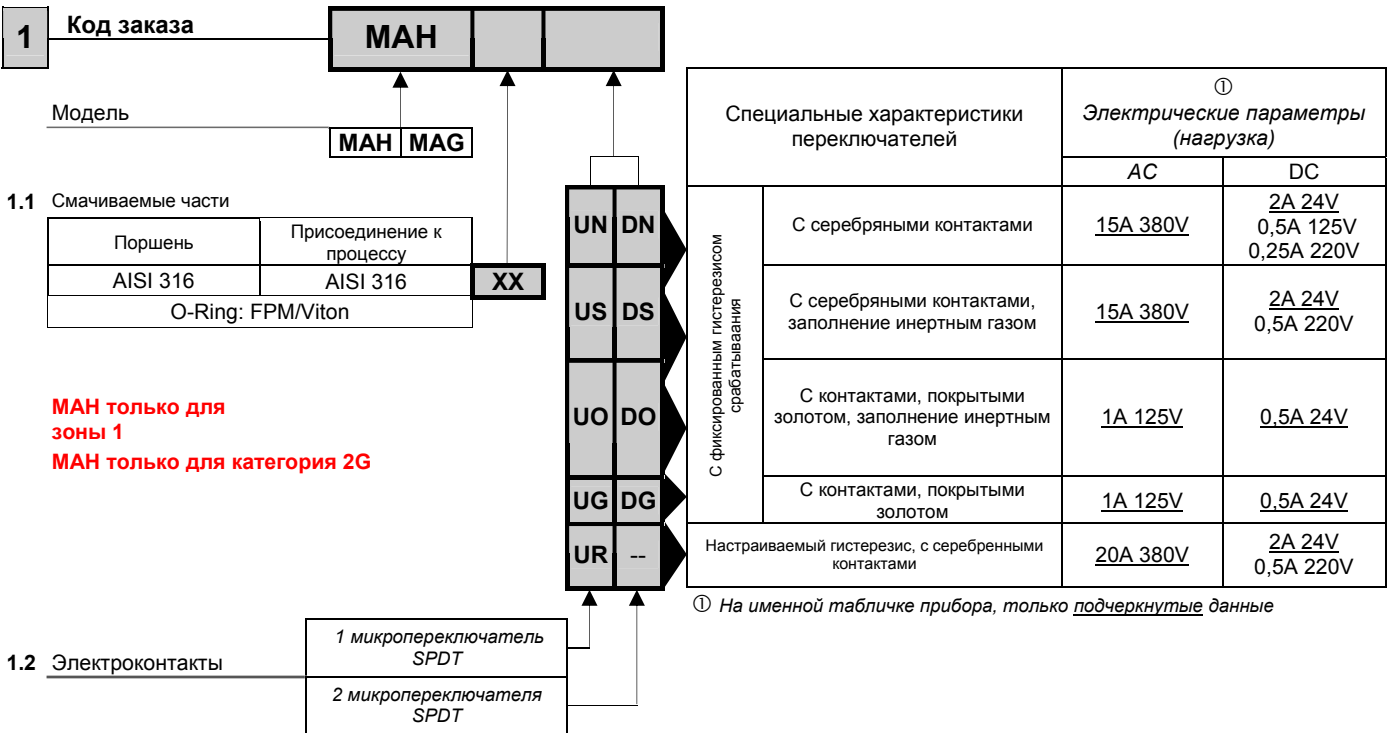 1 Код заказа MAH
Модель
MAH MAG
1.1 Смачиваемые части
Поршень
Присоединение к
процессу
AISI 316
AISI 316
XX
O-Ring: FPM/Viton
MAH только для
зоны 1
MAH только для категория 2G
UN DN
US DS
UO DO
UG DG
UR --
1.2 Электроконтакты
1 микропереключатель
SPDT
2 микропереключателя
SPDT
Специальные характеристики
переключателей
①
Электрические параметры
(нагрузка)
AC
DC
С фиксированным гистерезисом
срабатываания
С серебряными контактами
15A 380V
2A 24V
0,5A 125V
0,25A 220V
С серебряными контактами,
заполнение инертным газом
15A 380V
2A 24V
0,5A 220V
С контактами, покрытыми
золотом, заполнение инертным
газом
1A 125V
0,5A 24V
С контактами, покрытыми
золотом
1A 125V
0,5A 24V
Настраиваемый гистерезис, с серебренными
контактами
20A 380V
2A 24V
0,5A 220V
① На именной табличке прибора, только подчеркнутые данные